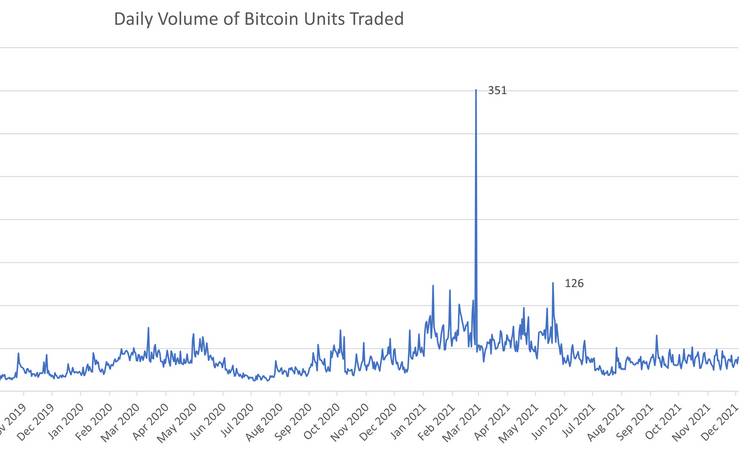 Daily Volume of Bitcoin Units Traded
351
126
ov 2019
Dec 2019
Jan 2020
Feb 2020
Mar 2020
Apr 2020
May 2020
Jun 2020
Jul 2020
Aug 2020
Sep 2020
Oct 2020
Nov 2020
Dec 2020
Jan 2021
Feb 2021
Mar 2021
Apr 2021
May 2021
Jun 2021
Jul 2021
Aug 2021
Sep 2021
Oct 2021
Nov 2021
Dec 2021